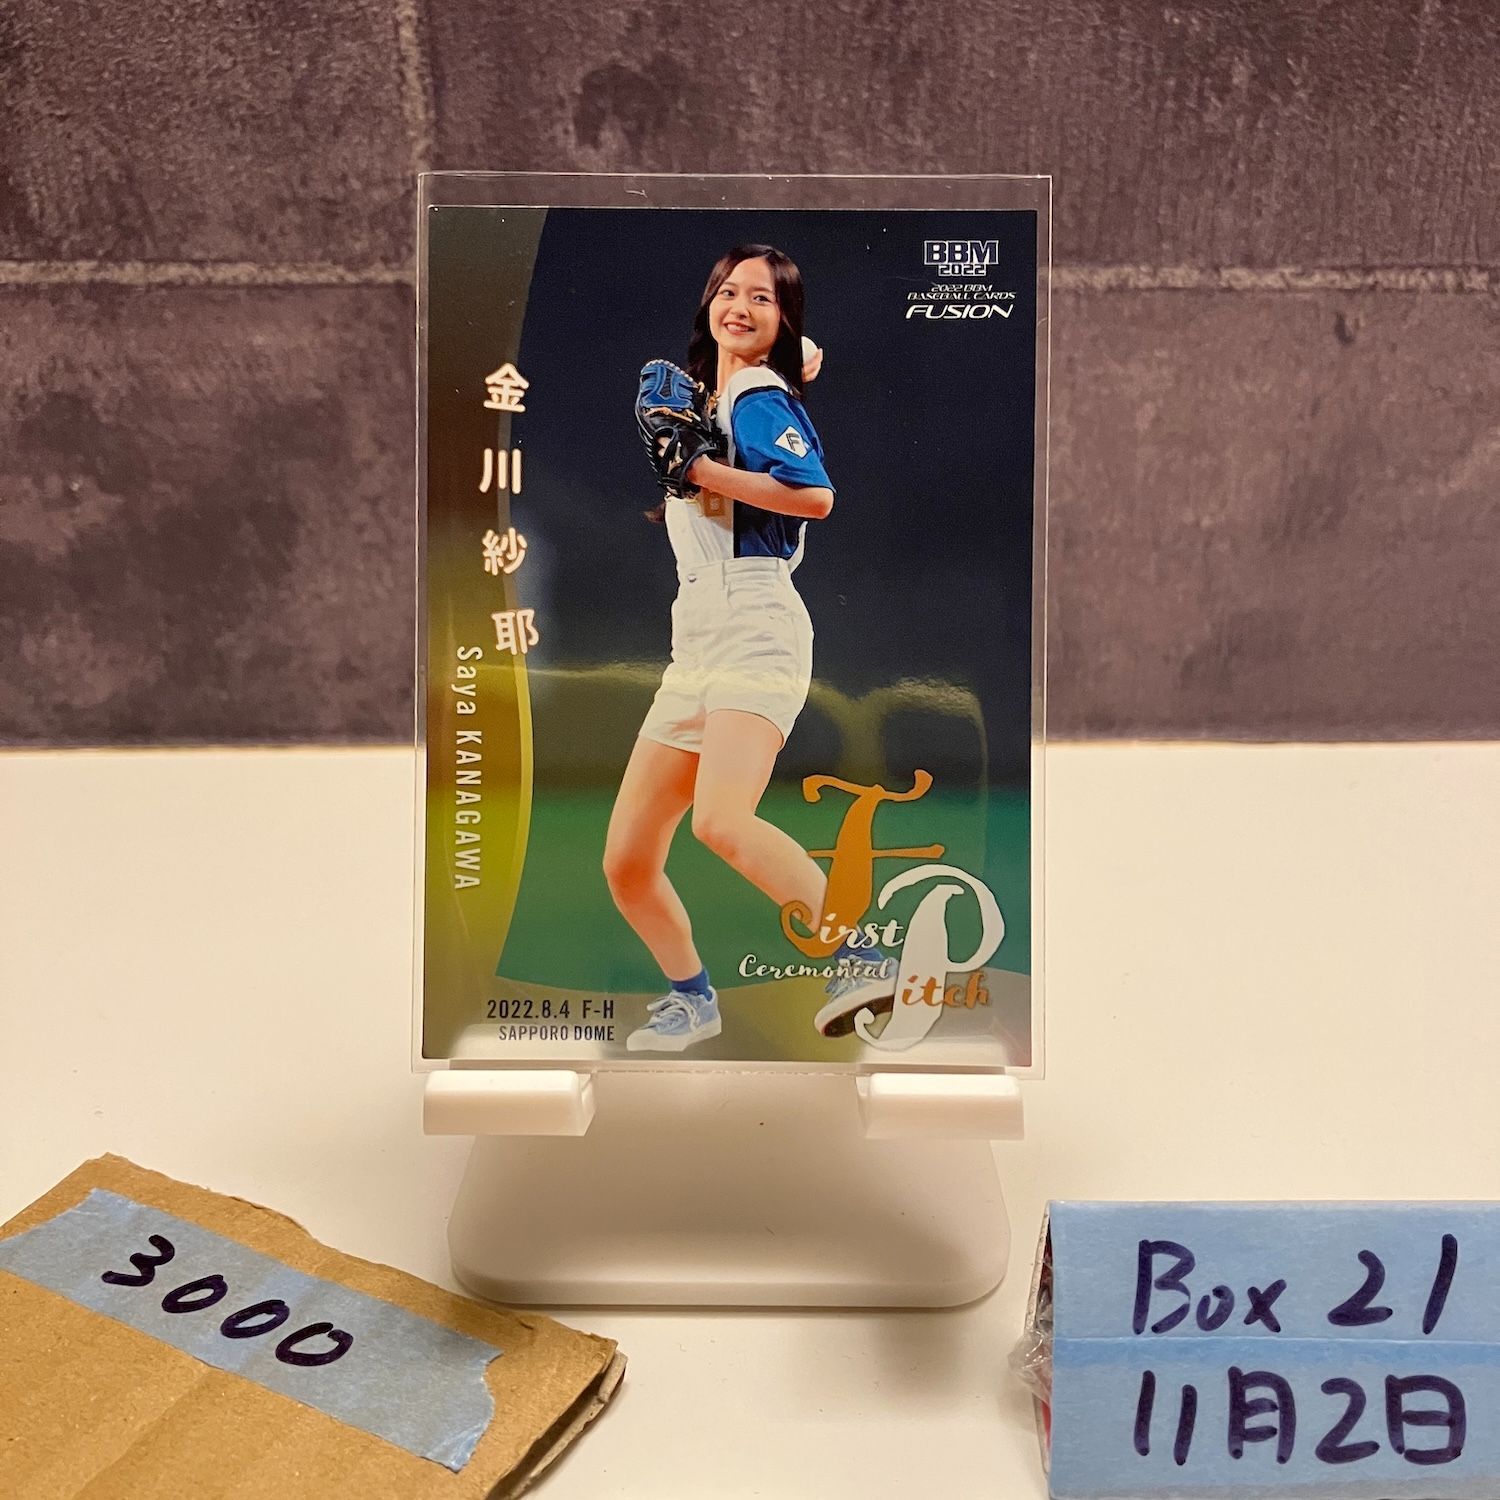 BBM
2022
2022 BBM
BASEBALL CARDS
FUSION
金川紗耶
Saya KANAGAWA
F
6
First
Ceremonial
Pitch
2022.8.4 F-H
SAPPORO DOME
3000
Box 21
11月2日